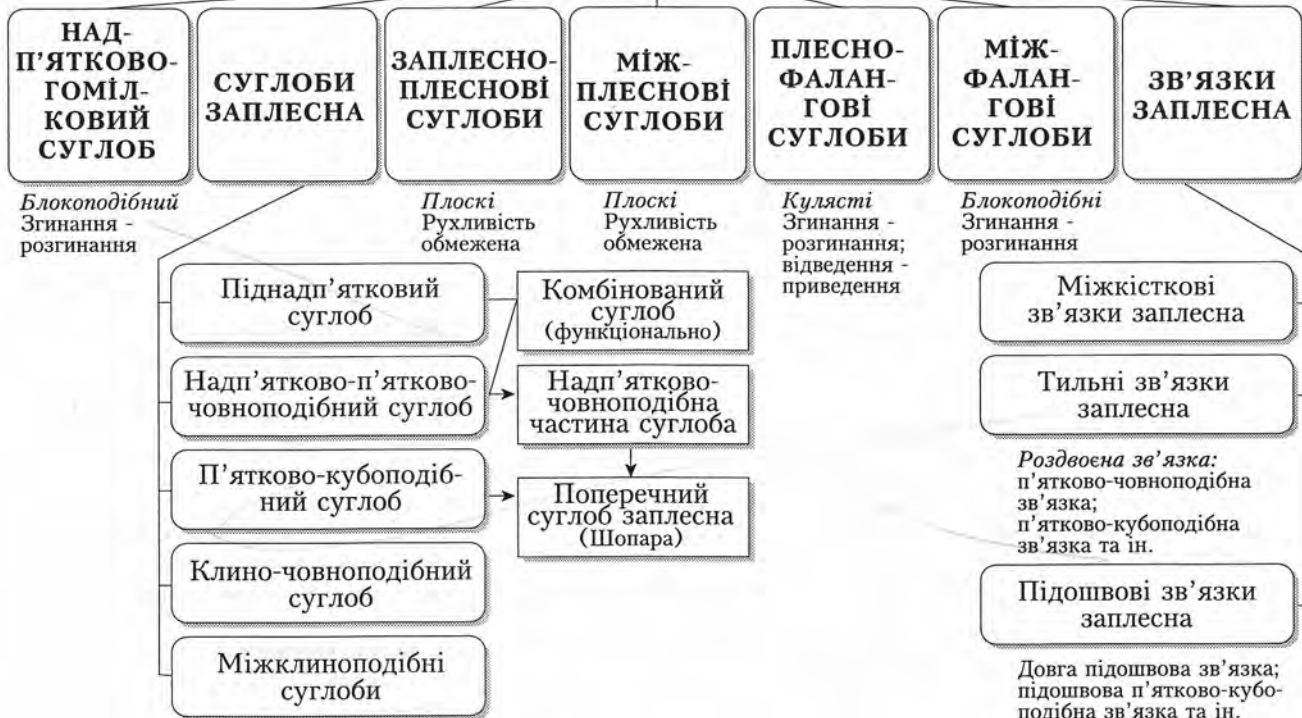 НАД-
П'ЯТКОВО-
ГОМІЛ-
КОВИЙ
СУГЛОБ
СУГЛОБИ
ЗАПЛЕСНА
ЗАПЛЕСНО-
ПЛЕСНОВІ
СУГЛОБИ
МІЖ-
ПЛЕСНОВІ
СУГЛОБИ
ПЛЕСНО-
ФАЛАН-
ГОВІ
СУГЛОБИ
МІЖ-
ФАЛАН-
ГОВІ
СУГЛОБИ
ЗВ'ЯЗКИ
ЗАПЛЕСНА
Блокоподібний
Згинання -
розгинання
Плоскі
Рухливість
обмежена
Плоскі
Рухливість
обмежена
Кулясті
Згинання -
розгинання;
відведення -
приведення
Блокоподібні
Згинання -
розгинання
Піднадп'ятковий
суглоб
Надп'ятково-п'ятково-
човноподібний суглоб
П'ятково-кубоподіб-
ний суглоб
Клино-човноподібний
суглоб
Міжклиноподібні
суглоби
Комбінований
суглоб
(функціонально)
Надп'ятково-
човноподібна
частина суглоба
Поперечний
суглоб заплесна
(Шопара)
Міжкісткові
зв'язки заплесна
Тильні зв'язки
заплесна
Роздвоєна зв'язка:
п'ятково-човноподібна
зв'язка;
п'ятково-кубоподібна
зв'язка та ін.
Підошвові зв'язки
заплесна
Довга підошвова зв'язка;
підошвова п'ятково-кубо-
подібна зв'язка та ін.